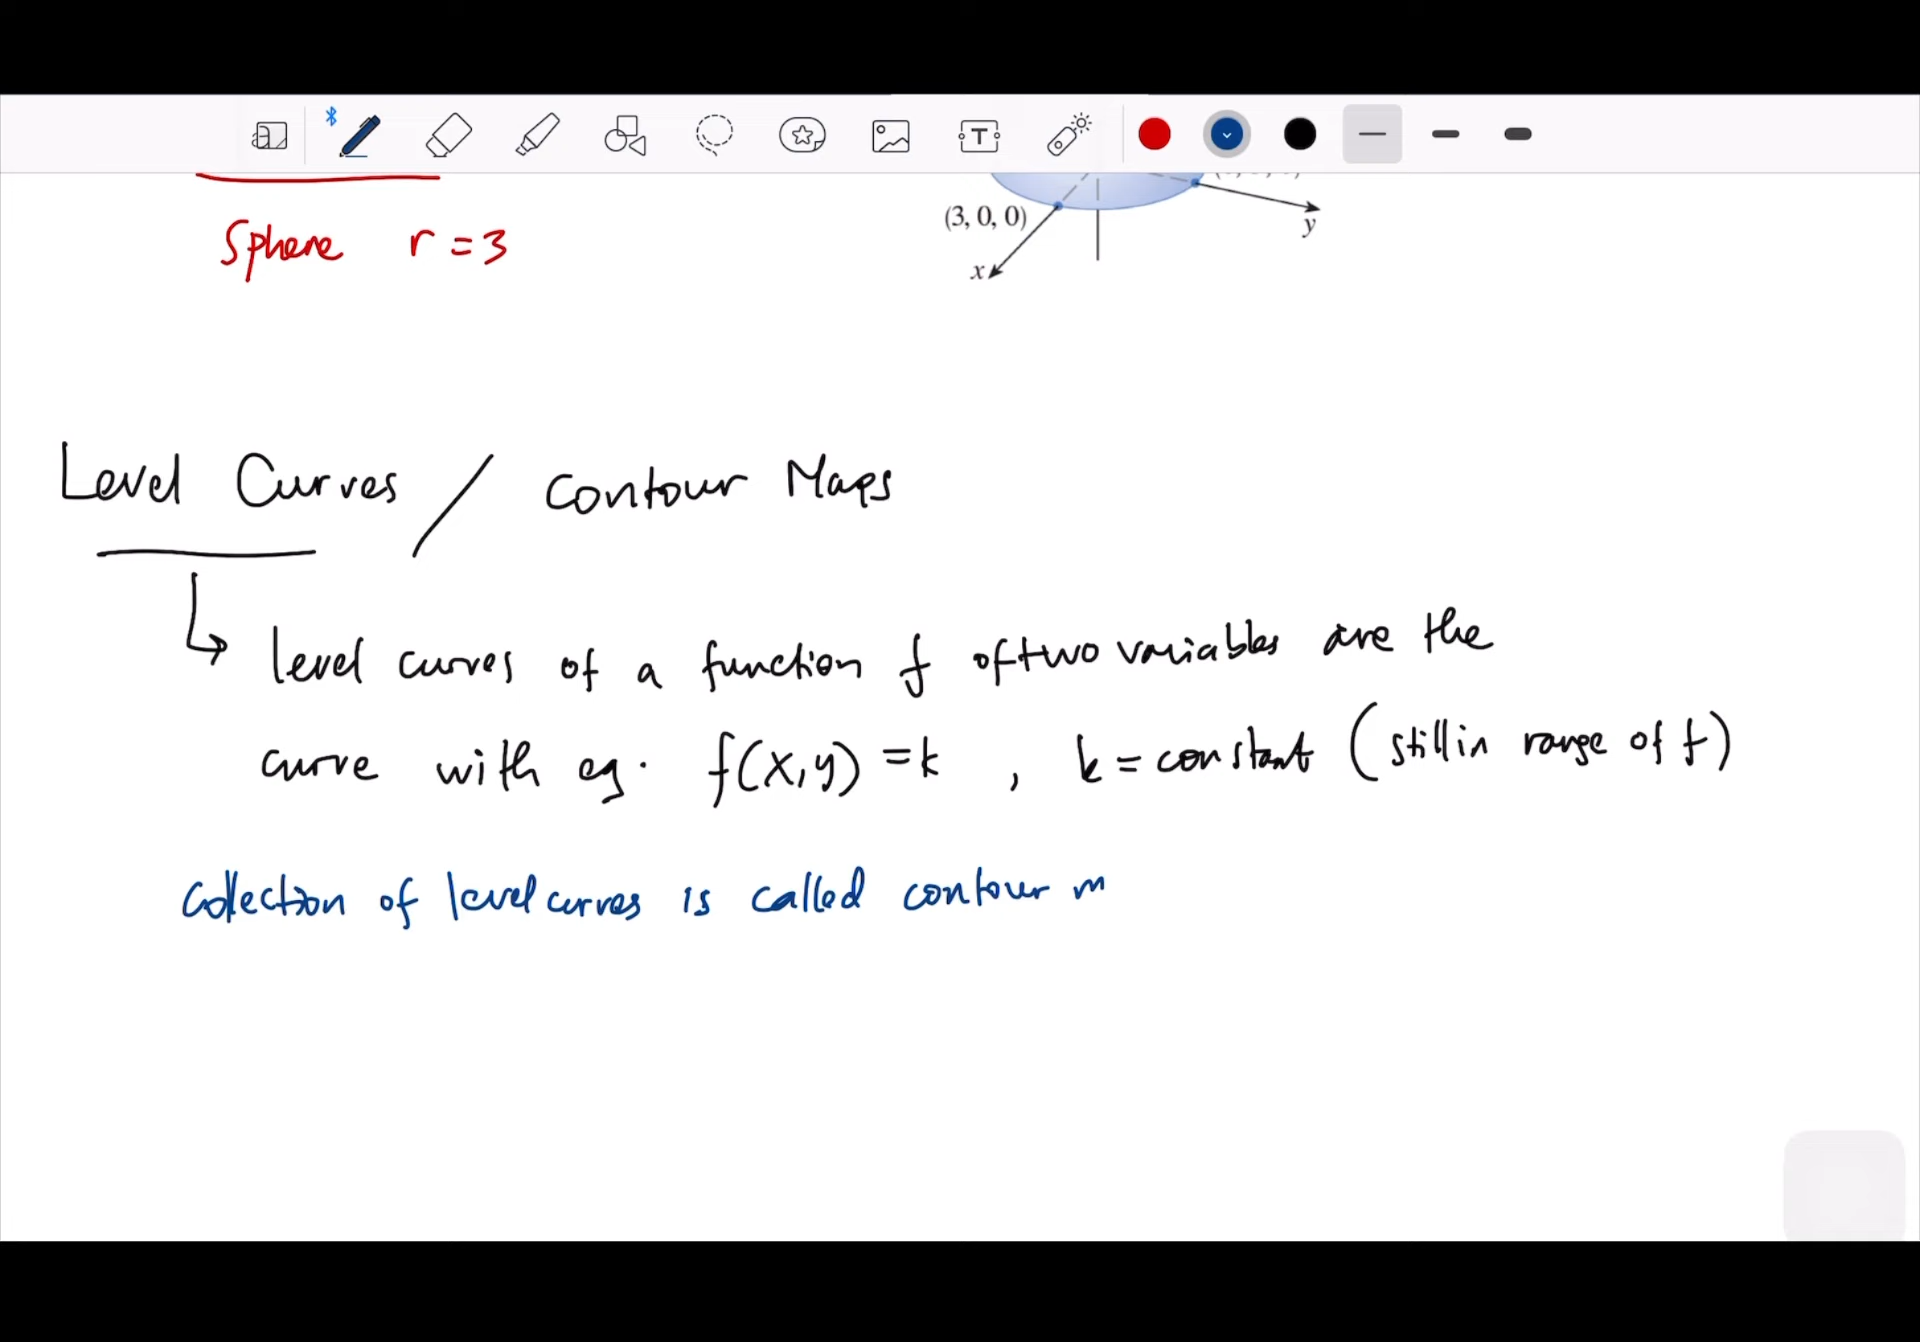 Sphere r = 3
(3, 0, 0)
y
x
Level Curves / Contour Maps
level curves of a function f of two variables are the
curve with eq. f(x,y) = k , k = constant (still in range of f)
Collection of level curves is called contour m